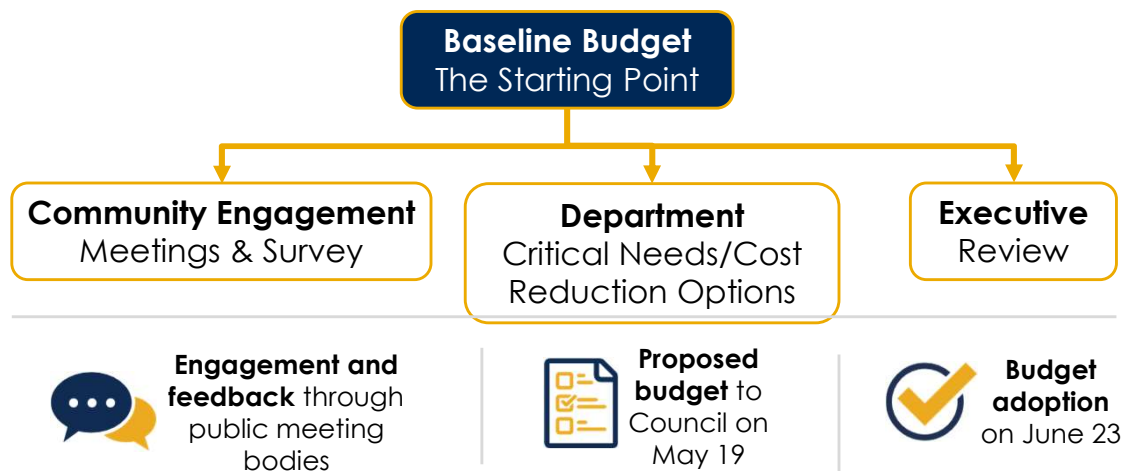 Baseline Budget
The Starting Point
Community Engagement
Meetings & Survey
Department
Critical Needs/Cost
Reduction Options
Executive
Review
Engagement and
feedback through
public meeting
bodies
Proposed
budget to
Council on
May 19
Budget
adoption
on June 23